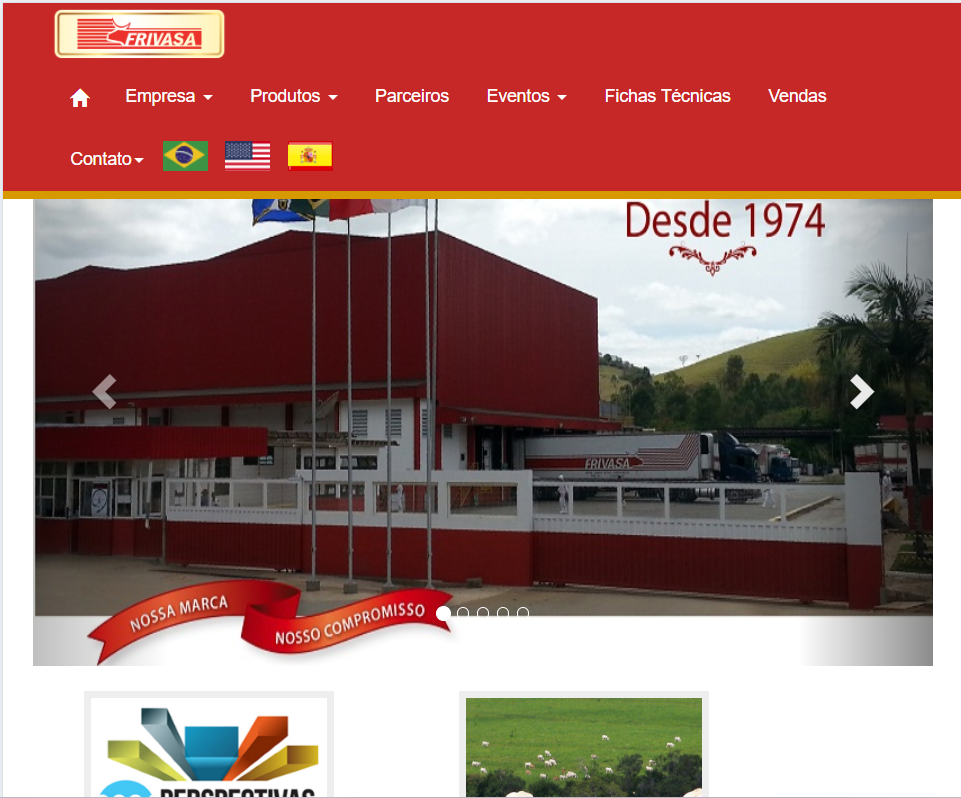 FRIVASA
Empresa Produtos Parceiros Eventos Fichas Técnicas Vendas
Contato
Desde 1974
FRIVASA
NOSSA MARCA
NOSSO COMPROMISSO
PERSPECTIVAS